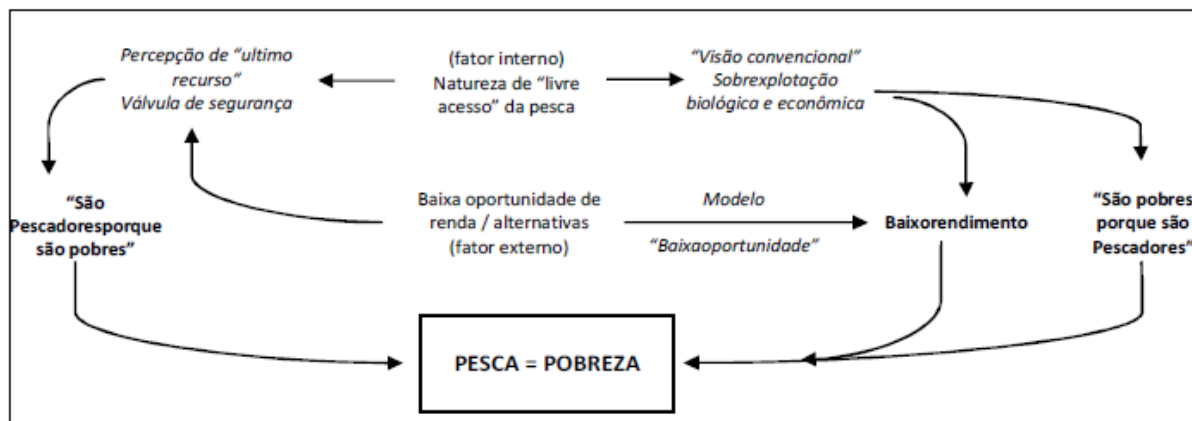 Percepção de “ultimo
recurso”
Válvula de segurança
(fator interno)
Natureza de “livre
acesso” da pesca
“Visão convencional”
Sobrexplotação
biológica e econômica
“São
Pescadoresporque
são pobres”
Baixa oportunidade de
renda / alternativas
(fator externo)
Modelo
“Baixaoportunidade”
Baixorendimento
“São pobres
porque são
Pescadores”
PESCA = POBREZA